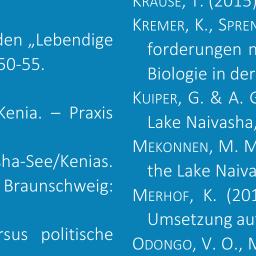 den „Lebendige
50-55.
Kenia. – Praxis
ha-See/Kenias.
Braunschweig:
rsus politische
KRAUSE, T. (2015)
KREMER, K., SPREN
forderungen n
Biologie in der
KUIPER, G. & A. G
Lake Naivasha,
MEKONNEN, M. M
the Lake Naiva
MERHOF, K. (201
Umsetzung au
ODONGO, V. O., M